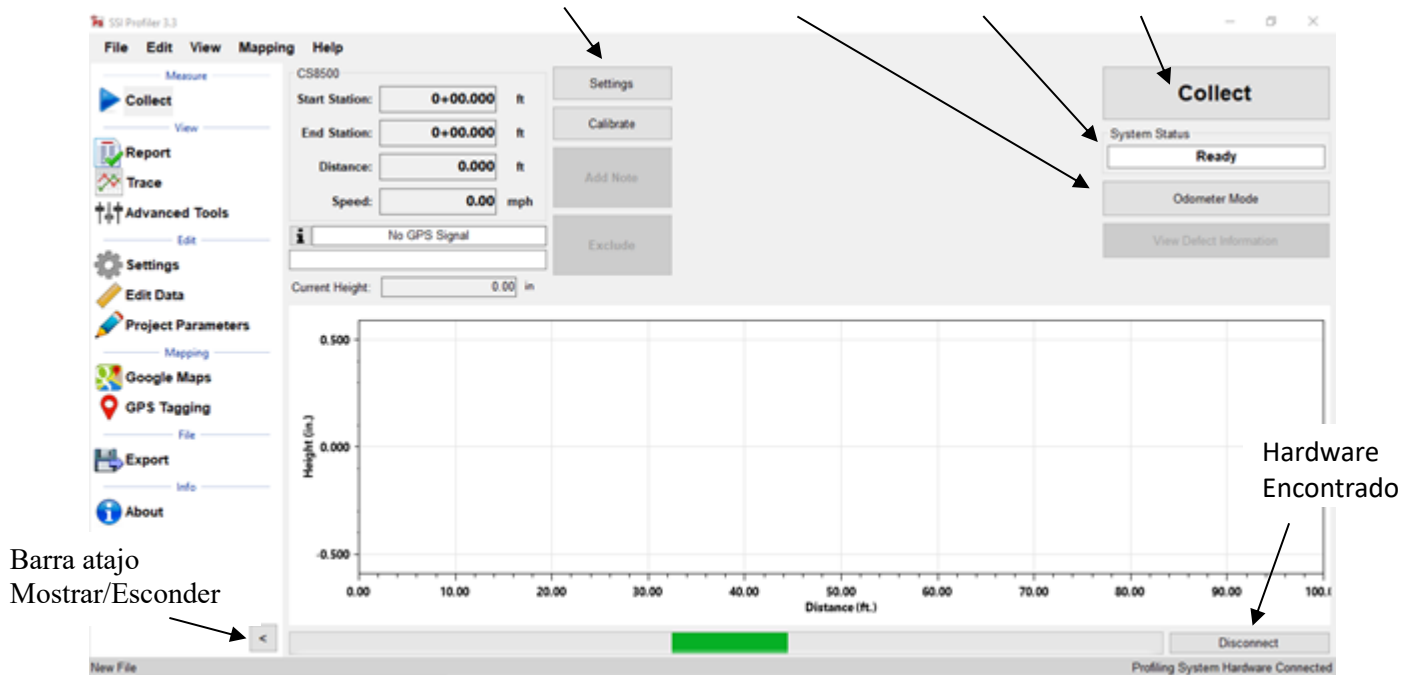 SSI Profiler 3.3
File Edit View Mapping Help
Measure
Collect
View
Report
Trace
Advanced Tools
Edit
Settings
Edit Data
Project Parameters
Mapping
Google Maps
GPS Tagging
File
Export
Info
About
Barra atajo
Mostrar/Esconder
<
CS8500
Start Station: 0+00.000 ft
End Station: 0+00.000 ft
Distance: 0.000 ft
Speed: 0.00 mph
i No GPS Signal
Current Height: 0.00 in
Settings
Calibrate
Add Note
Exclude
Collect
System Status
Ready
Odometer Mode
View Defect Information
0.500
0.000
-0.500
Height (in.)
0.00 10.00 20.00 30.00 40.00 50.00 60.00 70.00 80.00 90.00 100.(
Distance (ft.)
Hardware
Encontrado
Disconnect
New File
Profiling System Hardware Connected